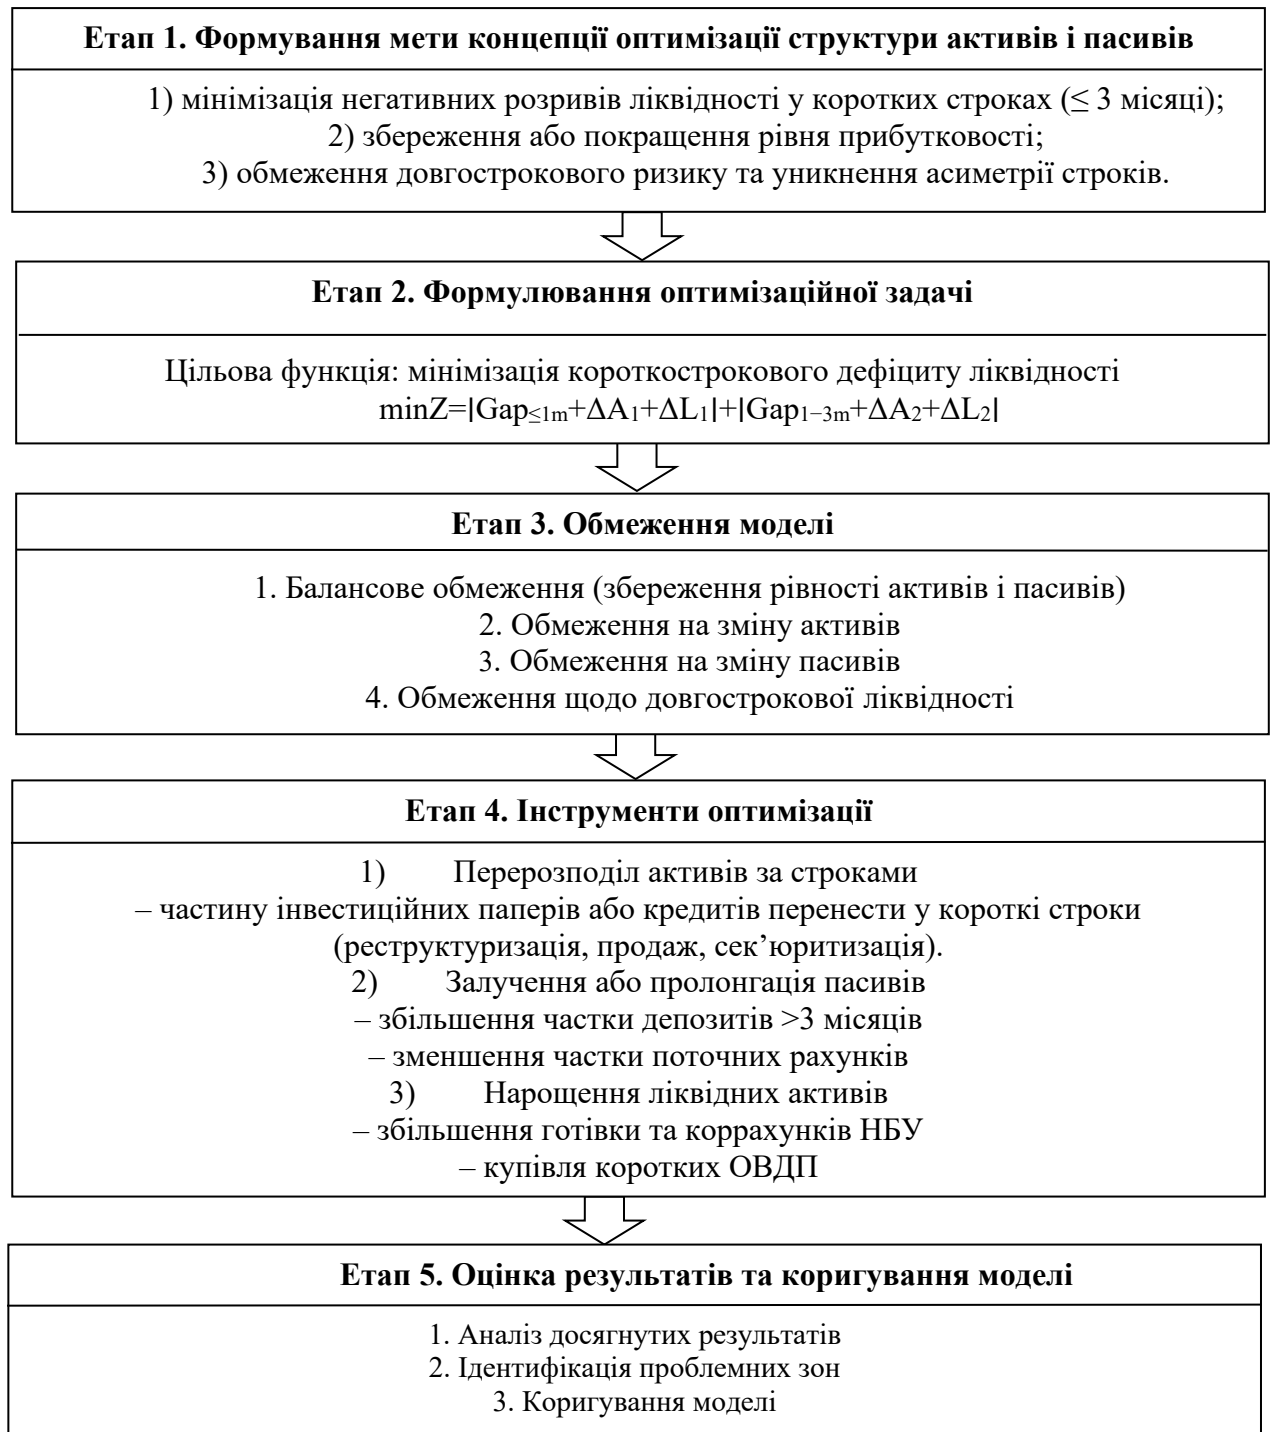 Етап 1. Формування мети концепції оптимізації структури активів і пасивів
1) мінімізація негативних розривів ліквідності у коротких строках (≤ 3 місяці);
2) збереження або покращення рівня прибутковості;
3) обмеження довгострокового ризику та уникнення асиметрії строків.
Етап 2. Формулювання оптимізаційної задачі
Цільова функція: мінімізація короткострокового дефіциту ліквідності
minZ=|Gap≤1m+ΔA1+ΔL1|+|Gap1−3m+ΔA2+ΔL2|
Етап 3. Обмеження моделі
1. Балансове обмеження (збереження рівності активів і пасивів)
2. Обмеження на зміну активів
3. Обмеження на зміну пасивів
4. Обмеження щодо довгострокової ліквідності
Етап 4. Інструменти оптимізації
1) Перерозподіл активів за строками
– частину інвестиційних паперів або кредитів перенести у короткі строки
(реструктуризація, продаж, сек’юритизація).
2) Залучення або пролонгація пасивів
– збільшення частки депозитів >3 місяців
– зменшення частки поточних рахунків
3) Нарощення ліквідних активів
– збільшення готівки та коррахунків НБУ
– купівля коротких ОВДП
Етап 5. Оцінка результатів та коригування моделі
1. Аналіз досягнутих результатів
2. Ідентифікація проблемних зон
3. Коригування моделі